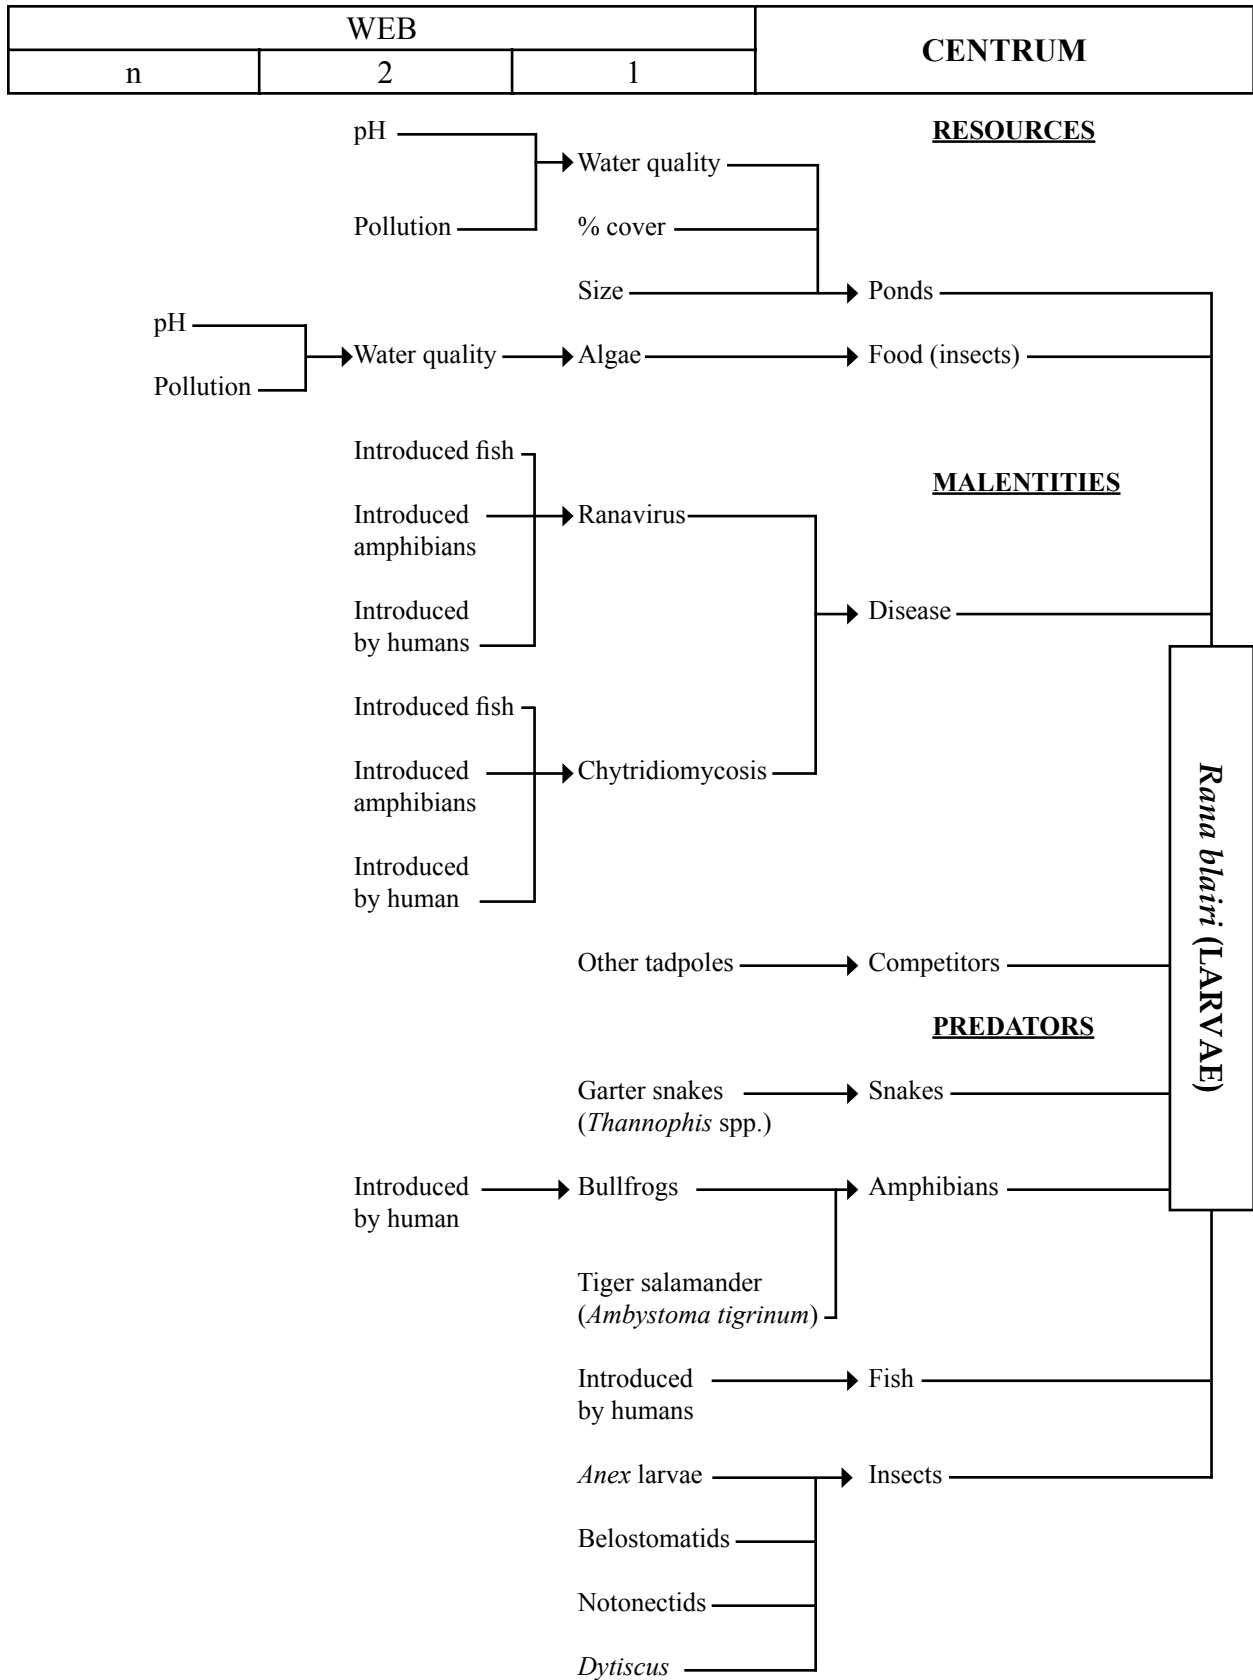 WEB
CENTRUM
n
2
1
pH
RESOURCES
Water quality
Pollution
% cover
Size
Ponds
pH
Water quality
Algae
Food (insects)
Pollution
Introduced fish
MALENTITIES
Introduced
amphibians
Ranavirus
Introduced
by humans
Disease
Introduced fish
Introduced
amphibians
Chytridiomycosis
Introduced
by human
Rana blairi (LARVAE)
Other tadpoles
Competitors
PREDATORS
Garter snakes
(Thannophis spp.)
Snakes
Introduced
by human
Bullfrogs
Amphibians
Tiger salamander
(Ambystoma tigrinum)
Introduced
by humans
Fish
Anex larvae
Insects
Belostomatids
Notonectids
Dytiscus